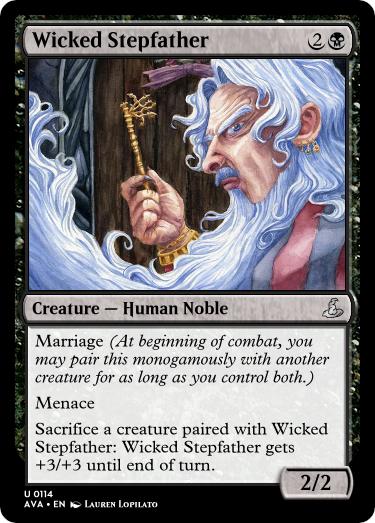 Wicked Stepfather 2
Creature — Human Noble
Marriage (At beginning of combat, you
may pair this monogamously with another
creature for as long as you control both.)
Menace
Sacrifice a creature paired with Wicked
Stepfather: Wicked Stepfather gets
+3/+3 until end of turn.
2/2
U 0114
AVA • EN Lauren Lopilato